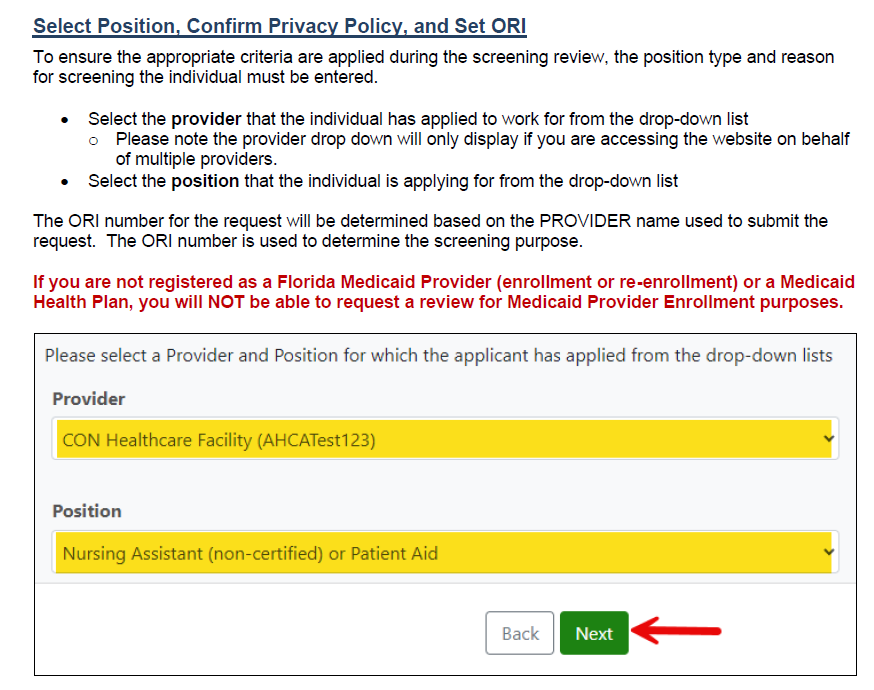 Select Position, Confirm Privacy Policy, and Set ORI
To ensure the appropriate criteria are applied during the screening review, the position type and reason
for screening the individual must be entered.
• Select the provider that the individual has applied to work for from the drop-down list
o Please note the provider drop down will only display if you are accessing the website on behalf
of multiple providers.
• Select the position that the individual is applying for from the drop-down list
The ORI number for the request will be determined based on the PROVIDER name used to submit the
request. The ORI number is used to determine the screening purpose.
If you are not registered as a Florida Medicaid Provider (enrollment or re-enrollment) or a Medicaid
Health Plan, you will NOT be able to request a review for Medicaid Provider Enrollment purposes.
Please select a Provider and Position for which the applicant has applied from the drop-down lists
Provider
CON Healthcare Facility (AHCATest123)
Position
Nursing Assistant (non-certified) or Patient Aid
Back Next